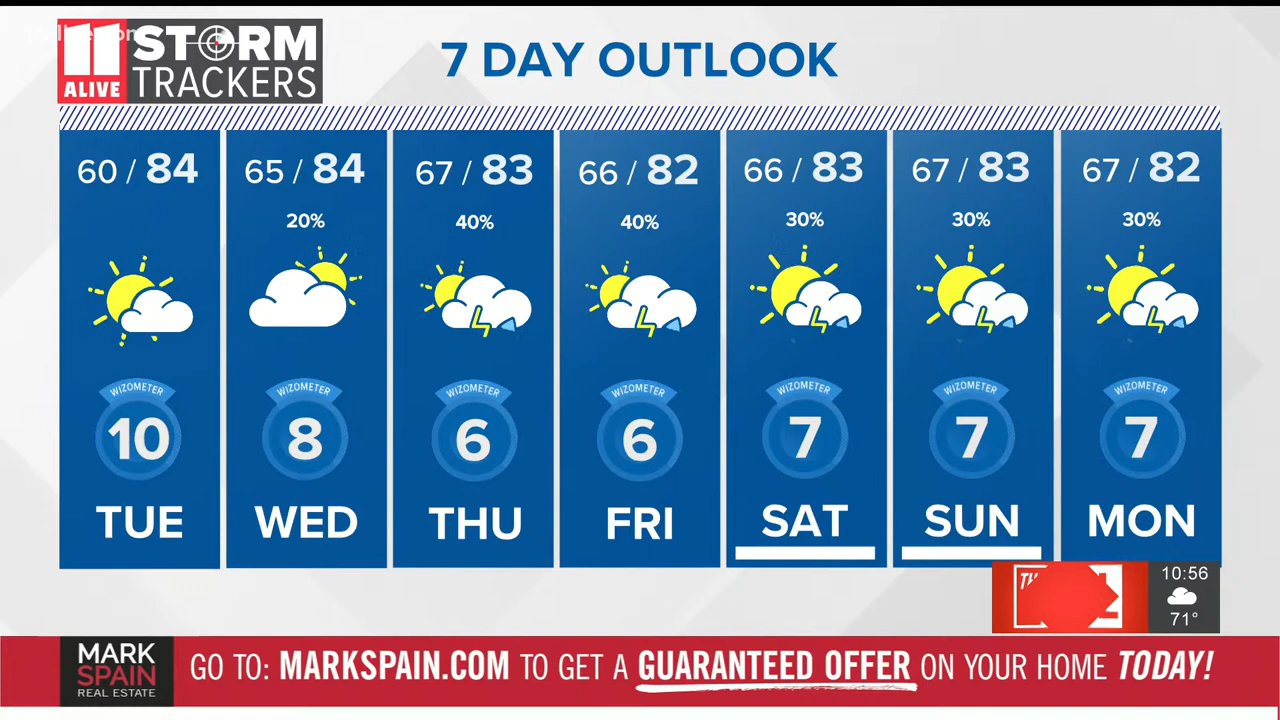 11 ALIVE
STORM
TRACKERS
7 DAY OUTLOOK
60 / 84
65 / 84
67 / 83
66 / 82
66 / 83
67 / 83
67 / 82
20%
40%
40%
30%
30%
30%
WIZOMETER
WIZOMETER
WIZOMETER
WIZOMETER
WIZOMETER
WIZOMETER
WIZOMETER
10
8
6
6
7
7
7
TUE
WED
THU
FRI
SAT
SUN
MON
10:56
71°
MARK
SPAIN
REAL ESTATE
GO TO: MARKSPAIN.COM TO GET A GUARANTEED OFFER ON YOUR HOME TODAY!